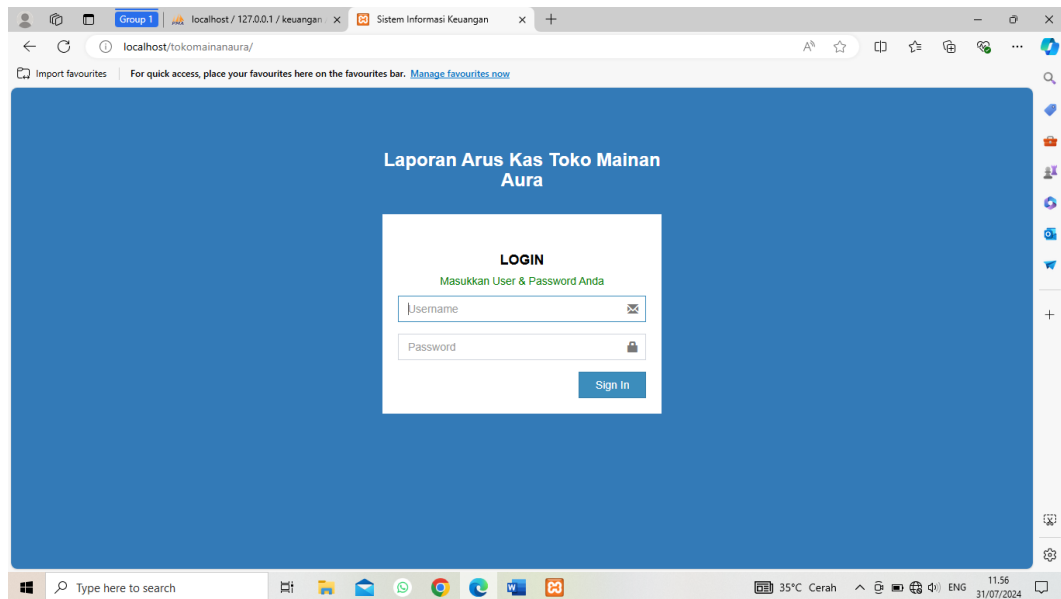 Group 1
localhost / 127.0.0.1 / keuangan
Sistem Informasi Keuangan
localhost/tokomainanaura/
Import favourites
For quick access, place your favourites here on the favourites bar. Manage favourites now
Laporan Arus Kas Toko Mainan
Aura
LOGIN
Masukkan User & Password Anda
Username
Password
Sign In
Type here to search
35°C Cerah
ENG
11.56
31/07/2024